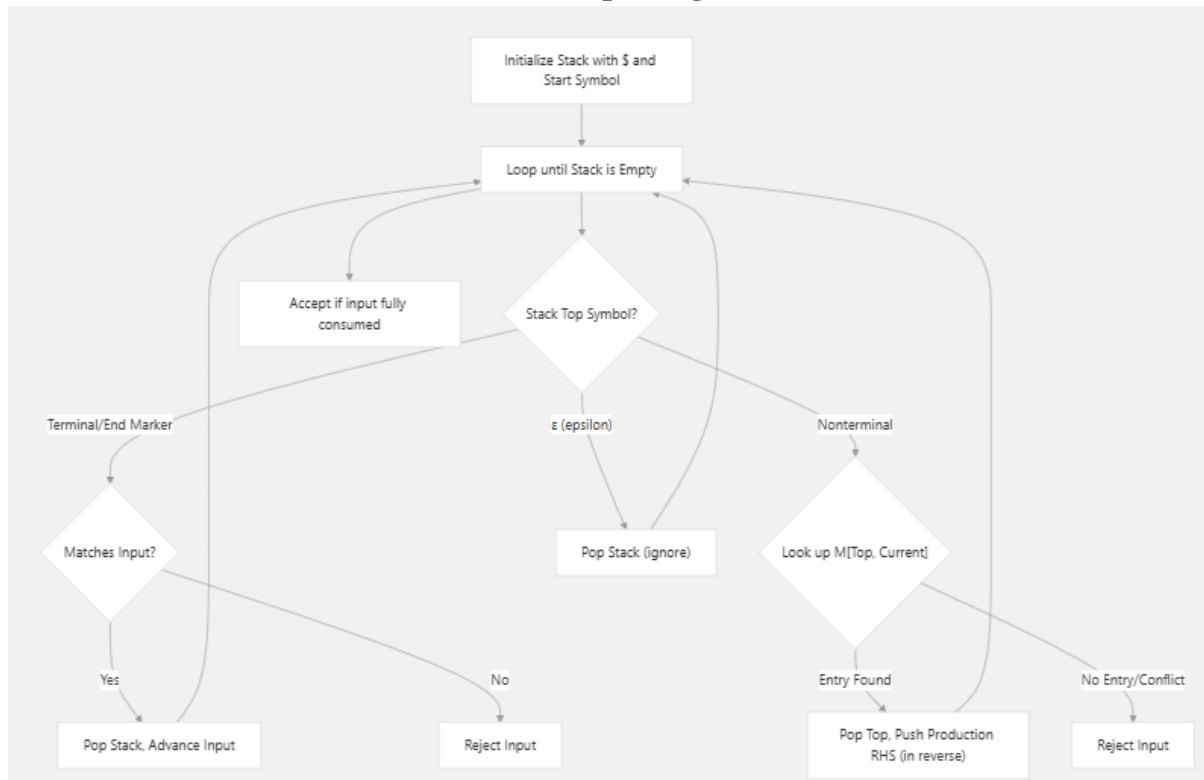 Initialize Stack with $ and
Start Symbol
Loop until Stack is Empty
Accept if input fully
consumed
Stack Top Symbol?
Terminal/End Marker
ε (epsilon)
Nonterminal
Matches Input?
Pop Stack (ignore)
Look up M[Top, Current]
Yes
No
Entry Found
No Entry/Conflict
Pop Stack, Advance Input
Reject Input
Pop Top, Push Production
RHS (in reverse)
Reject Input